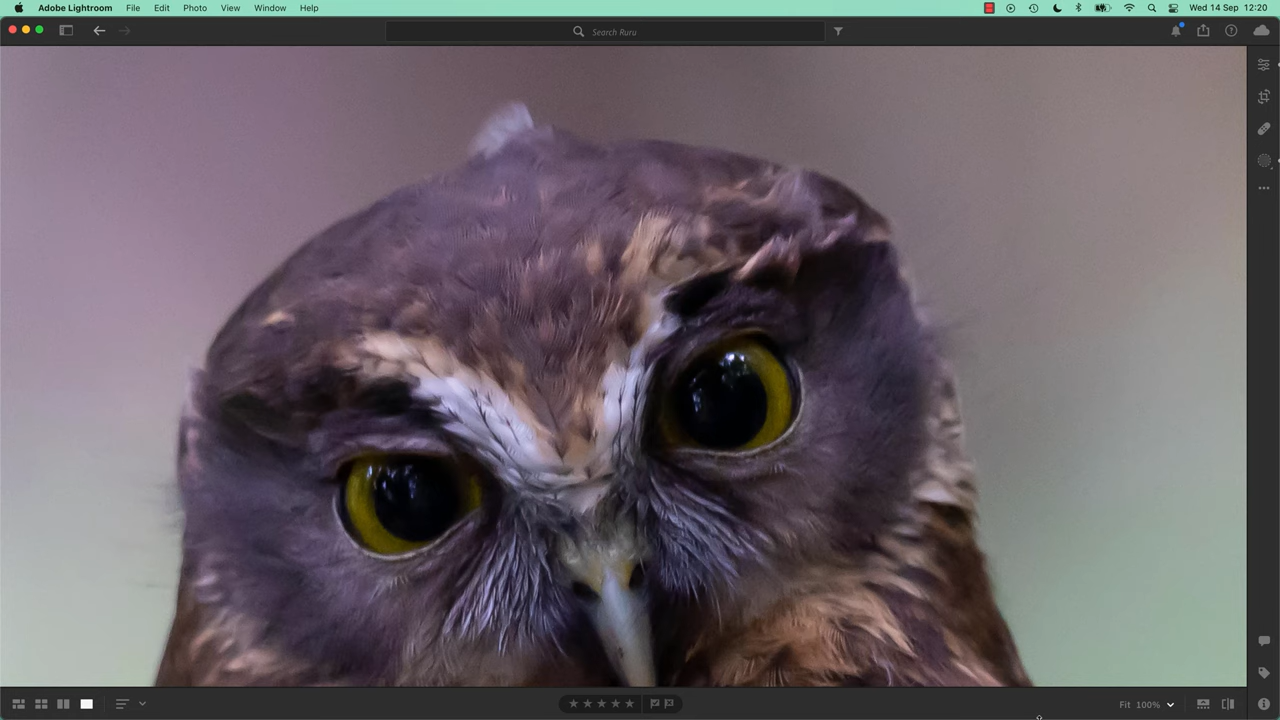 Adobe Lightroom File Edit Photo View Window Help Wed 14 Sep 12:20
Search Ruru
Fit 100%